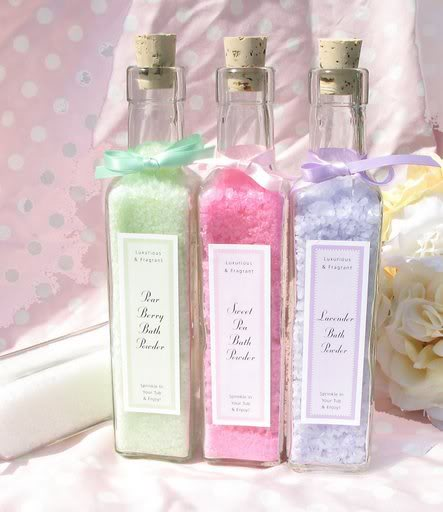 Luxurious
& Fragrant
Pear
Berry
Bath
Powder
Sprinkle In
Your Tub
& Enjoy!
Luxurious
& Fragrant
Sweet
Pea
Bath
Powder
Sprinkle In
Your Tub
& Enjoy!
Luxurious
& Fragrant
Lavender
Bath
Powder
Sprinkle In
Your Tub
& Enjoy!